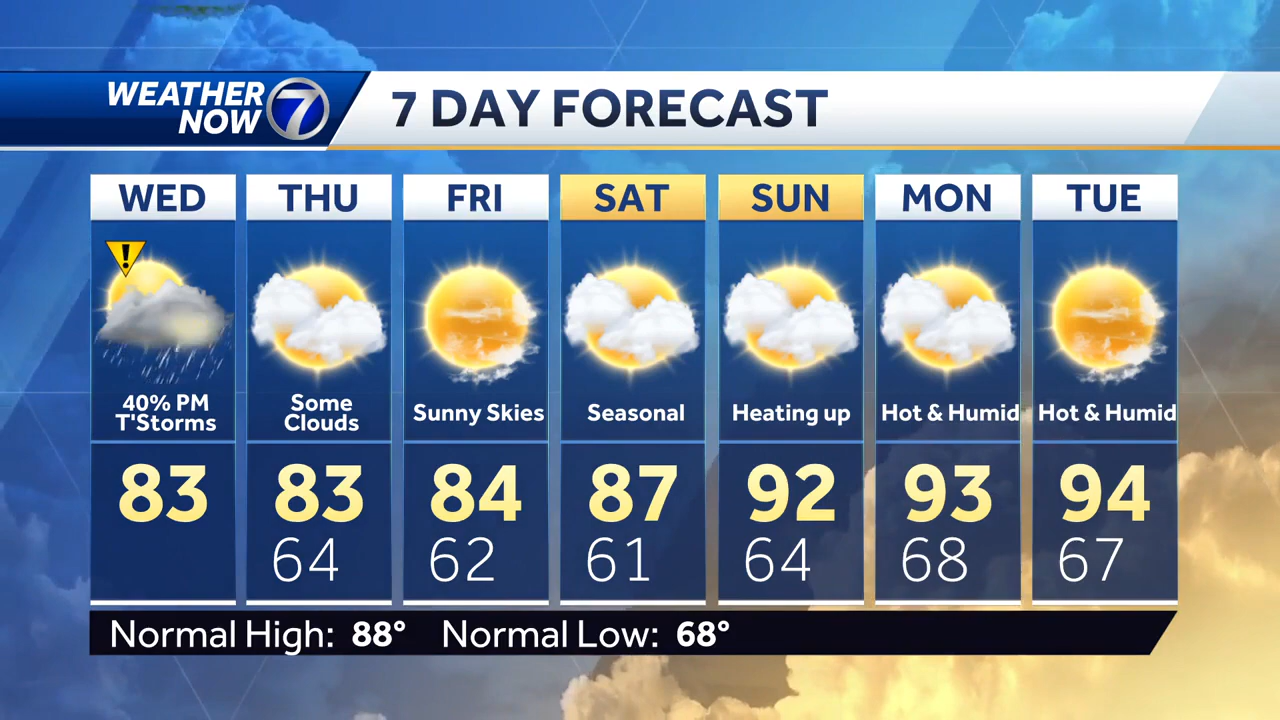 WEATHER
NOW 7
7 DAY FORECAST
WED THU FRI SAT SUN MON TUE
!
40% PM
T'Storms
Some
Clouds
Sunny Skies
Seasonal
Heating up
Hot & Humid
Hot & Humid
83 83 84 87 92 93 94
64 62 61 64 68 67
Normal High: 88° Normal Low: 68°